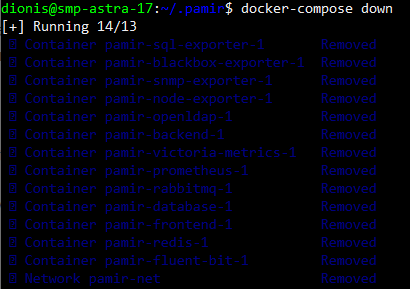 dionis@smp-astra-17:~/.pamir$ docker-compose down
[+] Running 14/13
Container pamir-sql-exporter-1 Removed
Container pamir-blackbox-exporter-1 Removed
Container pamir-snmp-exporter-1 Removed
Container pamir-node-exporter-1 Removed
Container pamir-openldap-1 Removed
Container pamir-backend-1 Removed
Container pamir-victoria-metrics-1 Removed
Container pamir-prometheus-1 Removed
Container pamir-rabbitmq-1 Removed
Container pamir-database-1 Removed
Container pamir-frontend-1 Removed
Container pamir-redis-1 Removed
Container pamir-fluent-bit-1 Removed
Network pamir-net Removed